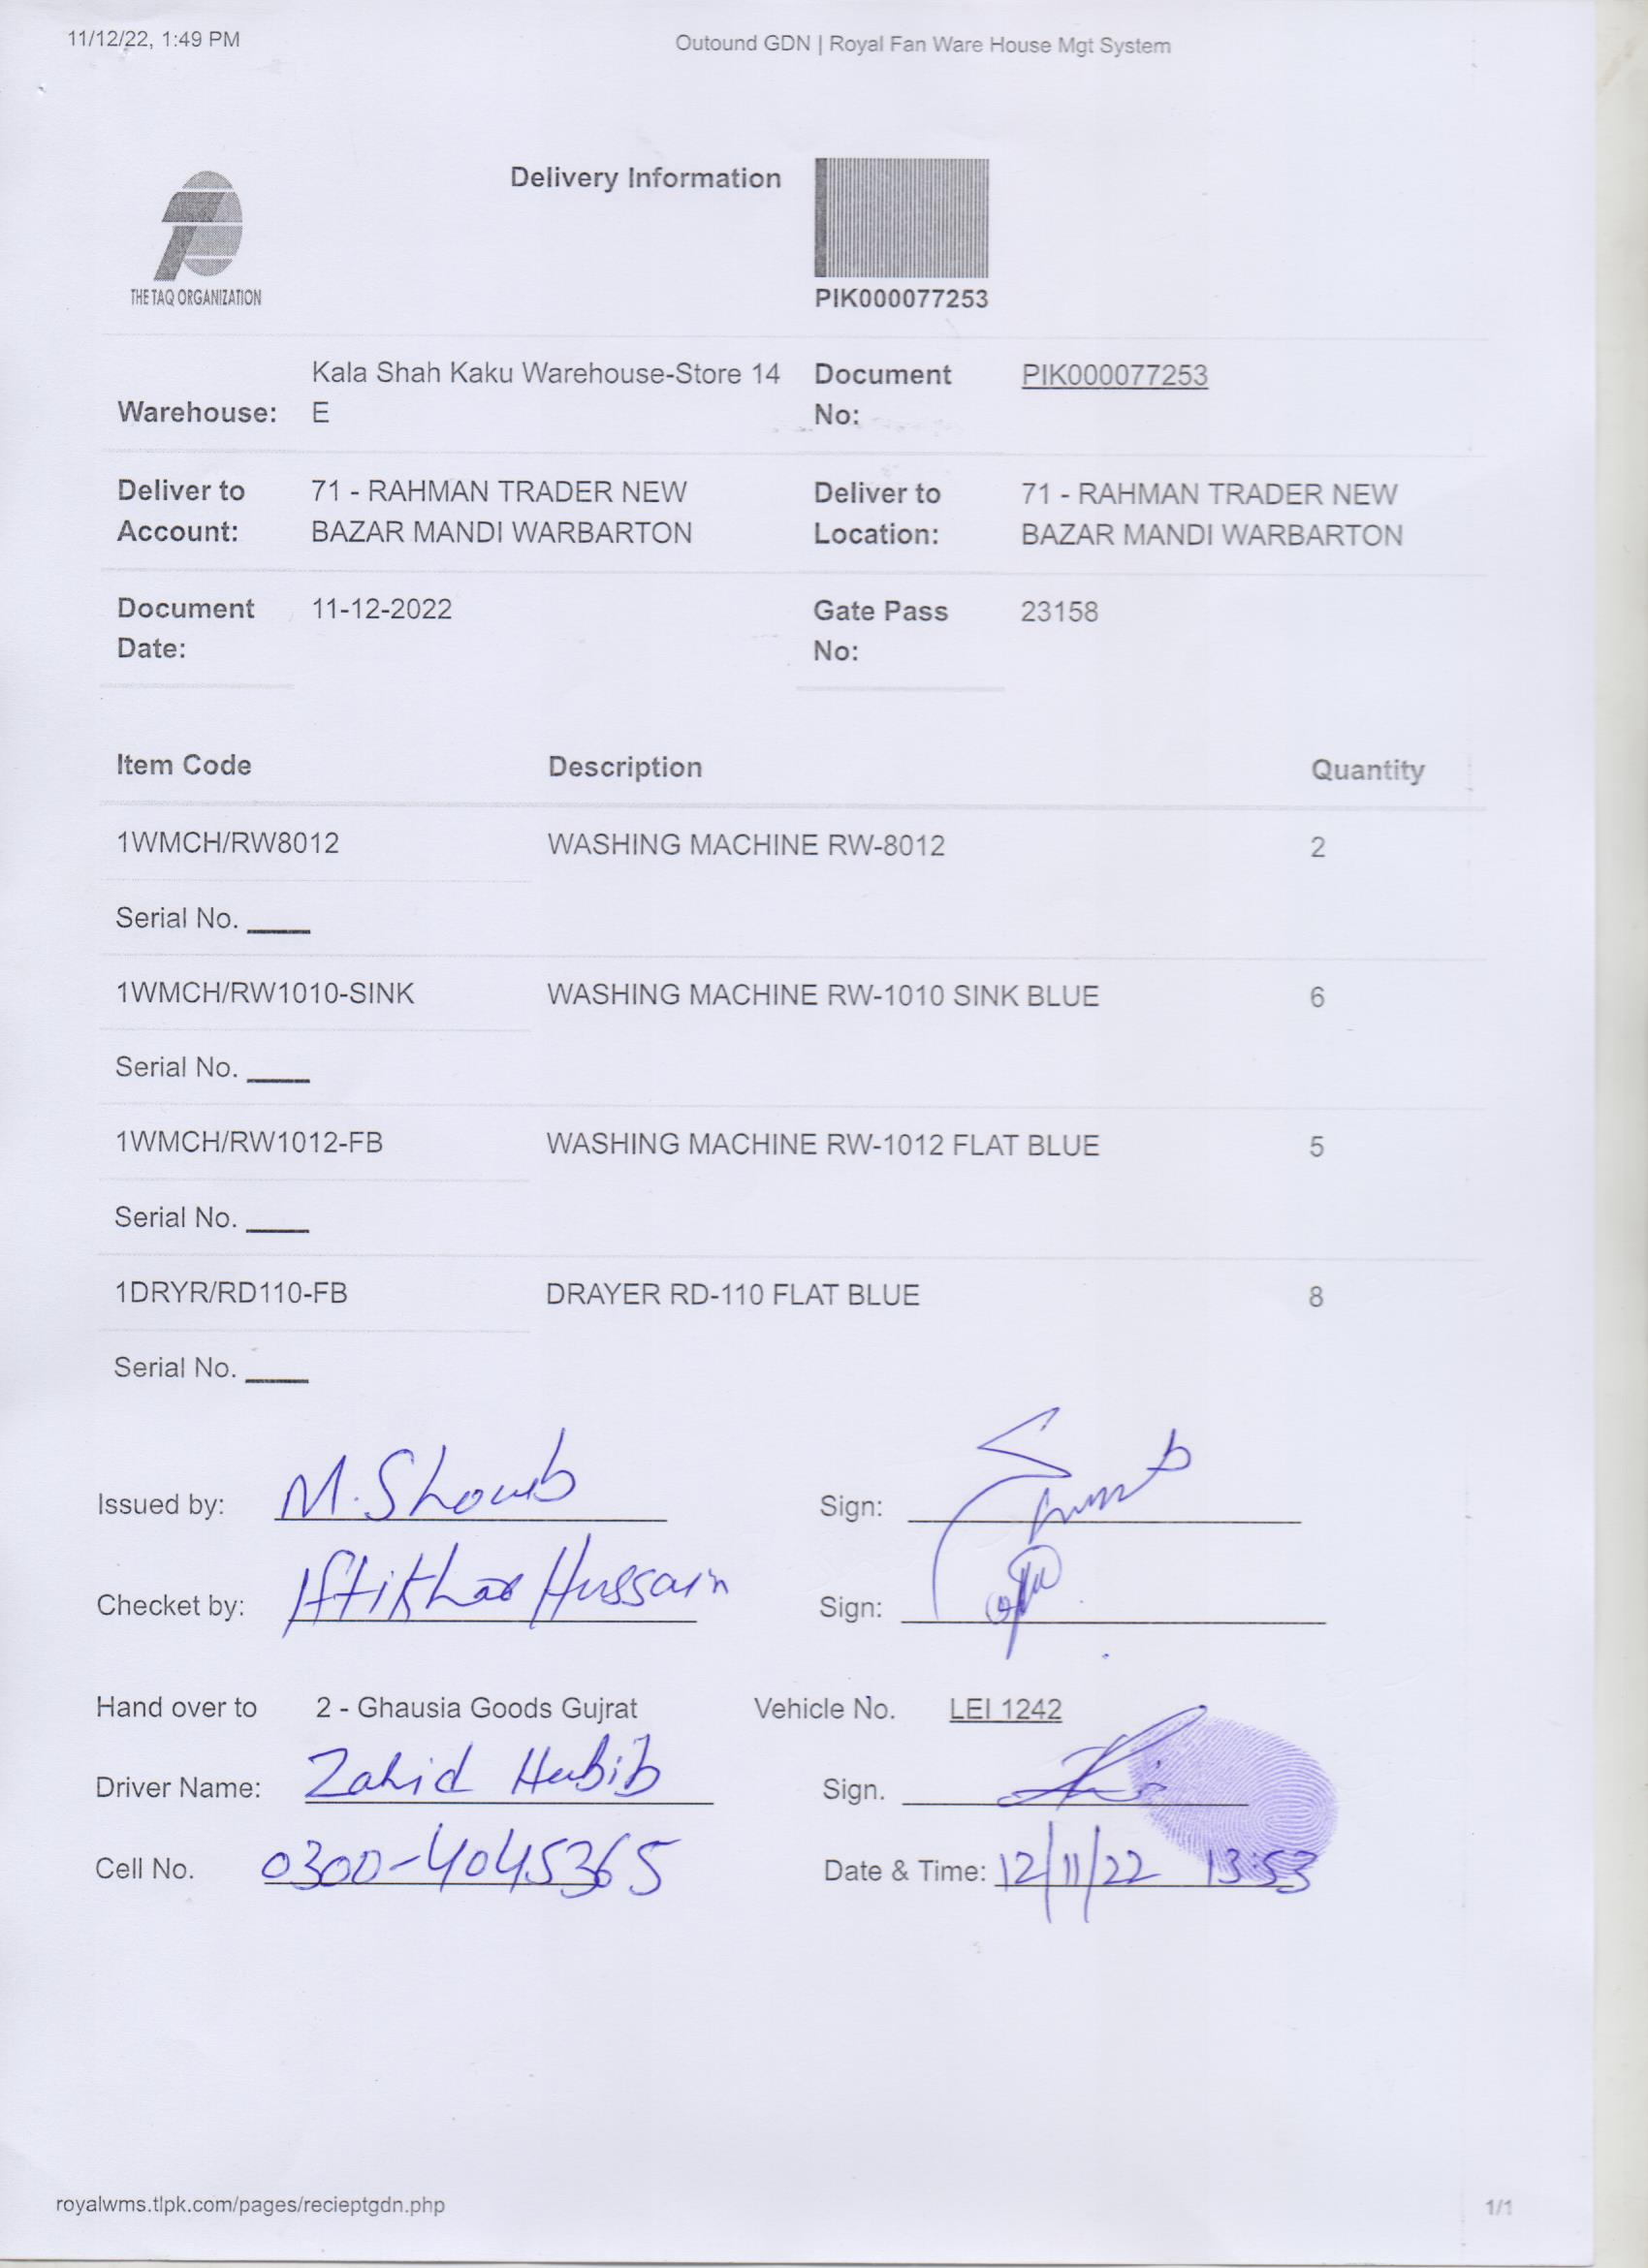 11/12/22, 1:49 PM
Outound GDN | Royal Fan Ware House Mgt System
Delivery Information
THE TAQ ORGANIZATION
PIK000077253
Kala Shah Kaku Warehouse-Store 14
Warehouse: E
Document No: PIK000077253
Deliver to Account: 71 - RAHMAN TRADER NEW
BAZAR MANDI WARBARTON
Deliver to Location: 71 - RAHMAN TRADER NEW
BAZAR MANDI WARBARTON
Document Date: 11-12-2022
Gate Pass No: 23158
Item Code Description Quantity
1WMCH/RW8012 WASHING MACHINE RW-8012 2
Serial No. ____
1WMCH/RW1010-SINK WASHING MACHINE RW-1010 SINK BLUE 6
Serial No. ____
1WMCH/RW1012-FB WASHING MACHINE RW-1012 FLAT BLUE 5
Serial No. ____
1DRYR/RD110-FB DRAYER RD-110 FLAT BLUE 8
Serial No. ____
Issued by: M. Shoaib Sign:
Checket by: Iftikhar Hussain Sign:
Hand over to 2 - Ghausia Goods Gujrat Vehicle No. LEI 1242
Driver Name: Zahid Habib Sign.
Cell No. 0300-4045365 Date & Time: 12/11/22 13:53
royalwms.tlpk.com/pages/recieptgdn.php 1/1